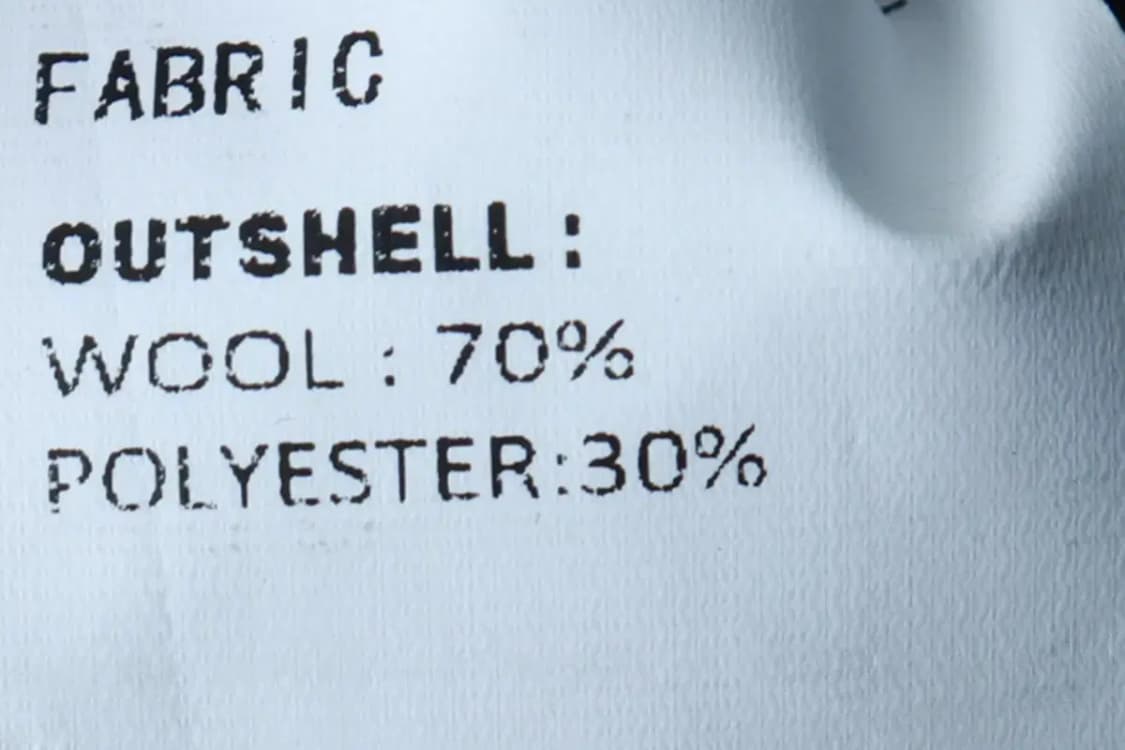 FABRIC
OUTSHELL:
WOOL: 70%
POLYESTER:30%